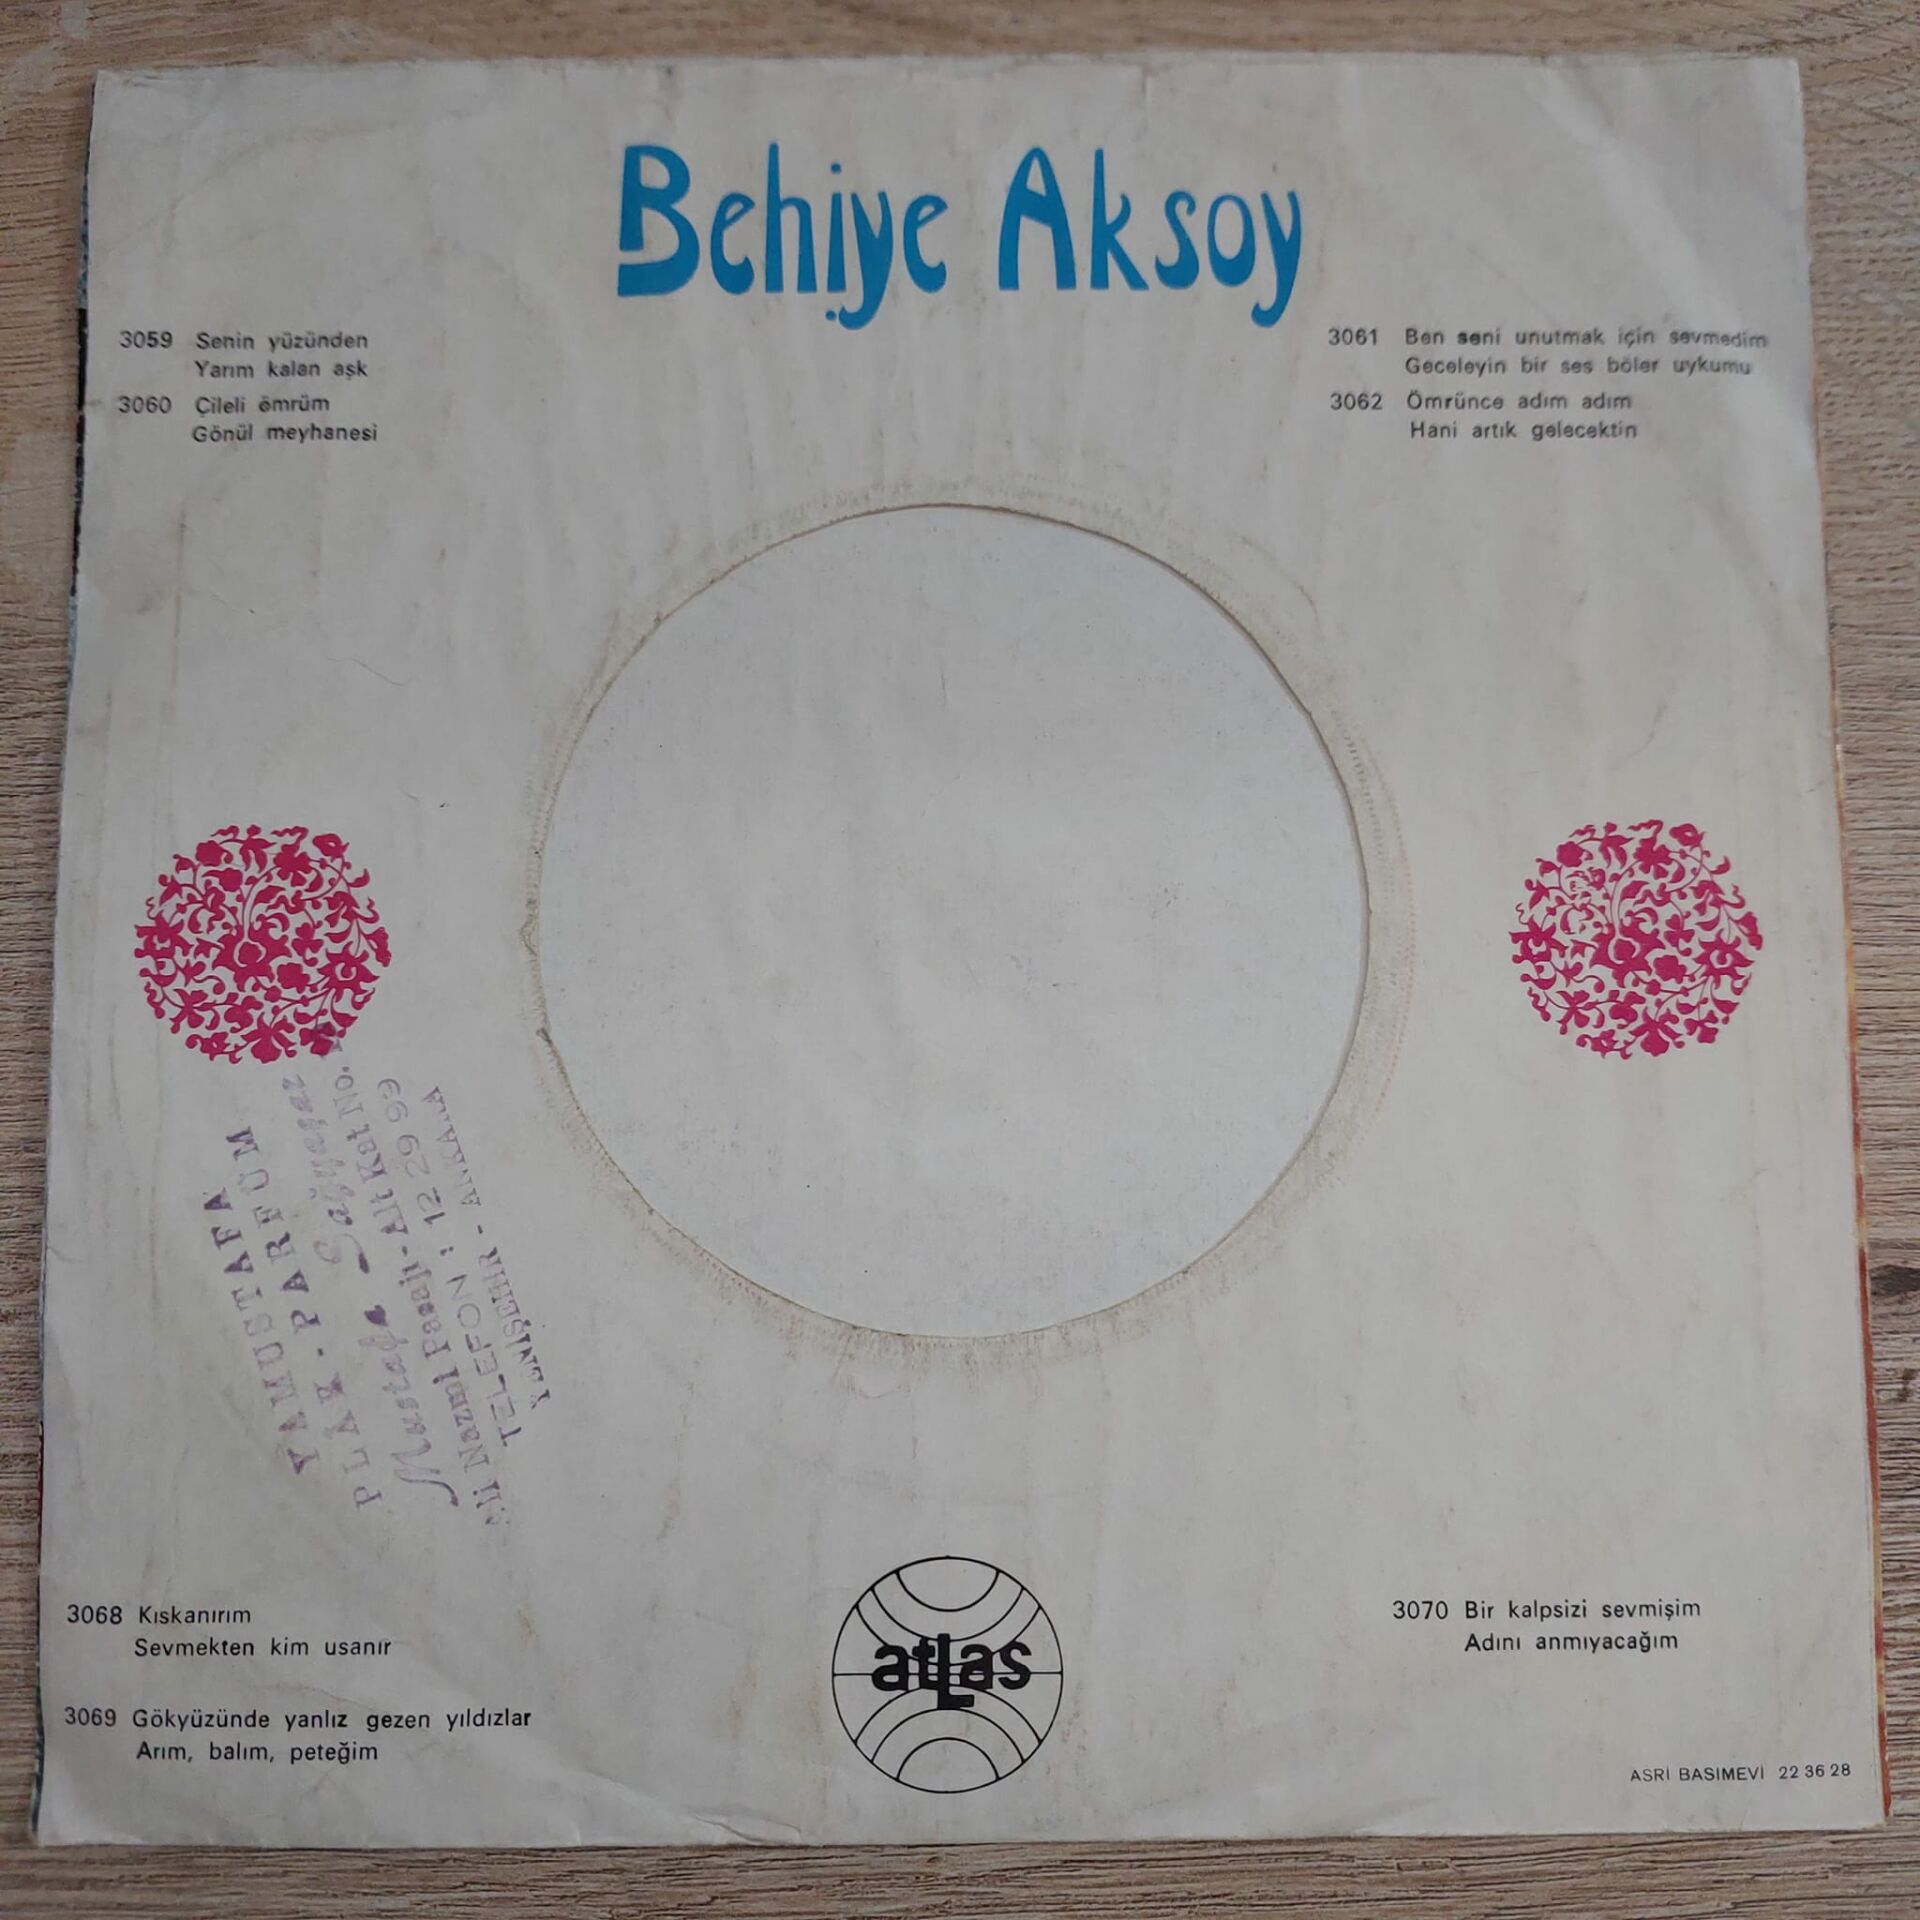 Behiye Aksoy
3059 Senin yüzünden
Yarım kalan aşk
3060 Çileli ömrüm
Gönül meyhanesi
3061 Ben seni unutmak için sevmedim
Geceleyin bir ses böler uykumu
3062 Ömrünce adım adım
Hani artık gelecektin
YAMUSTAFA
PLÂK - PARFÜM
Mustafa
Nazmi Pasajı - Alt Kat No.
TELEFON : 12 29 99
YENİŞEHİR - ANKARA
3068 Kıskanırım
Sevmekten kim usanır
3069 Gökyüzünde yanlız gezen yıldızlar
Arım, balım, peteğim
atLas
3070 Bir kalpsizi sevmişim
Adını anmıyacağım
ASRİ BASIMEVİ 22 36 28